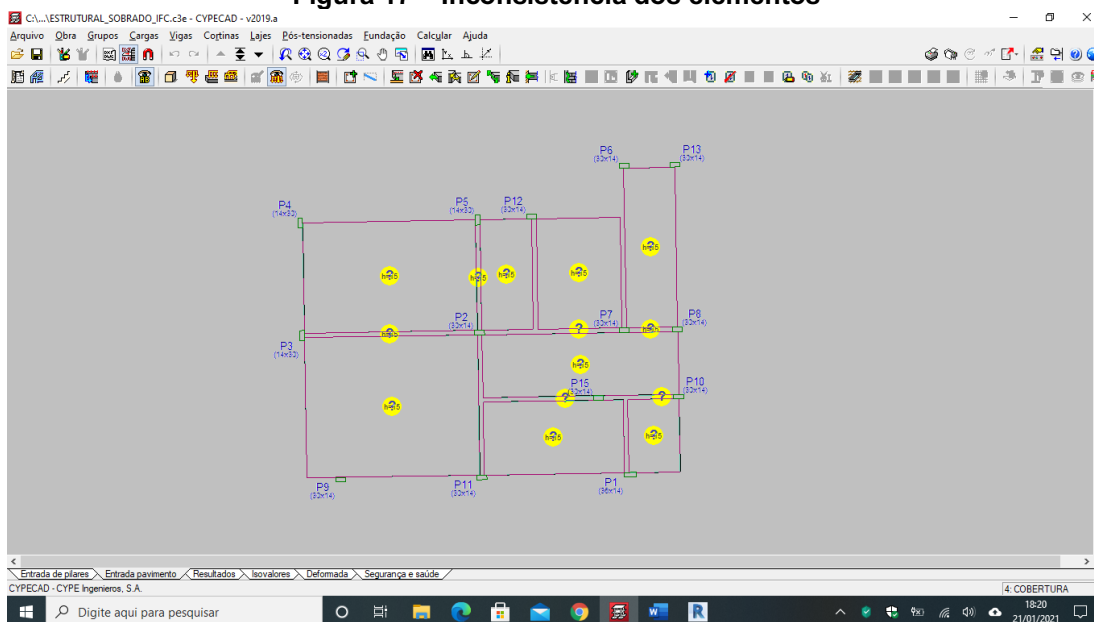 Figura 17 – Inconsistência dos elementos
C:\...\ESTRUTURAL_SOBRADO_IFC.c3e - CYPECAD - v2019.a
Arquivo Obra Grupos Cargas Vigas Cortinas Lajes Pós-tensionadas Eundação Calcular Ajuda
P6
(32x14)
P13
(32x14)
P4
(14x32)
P5
(14x32)
P12
(32x14)
P2
(32x14)
P7
(32x14)
P8
(32x14)
P3
(14x32)
P15
(32x14)
P10
(32x14)
P9
(32x14)
P11
(32x14)
P1
(36x14)
Entrada de pilares Entrada pavimento Resultados Isovalores Deformada Segurança e saúde
CYPECAD - CYPE Ingenieros, S.A.
4: COBERTURA
Digite aqui para pesquisar
18:20
21/01/2021